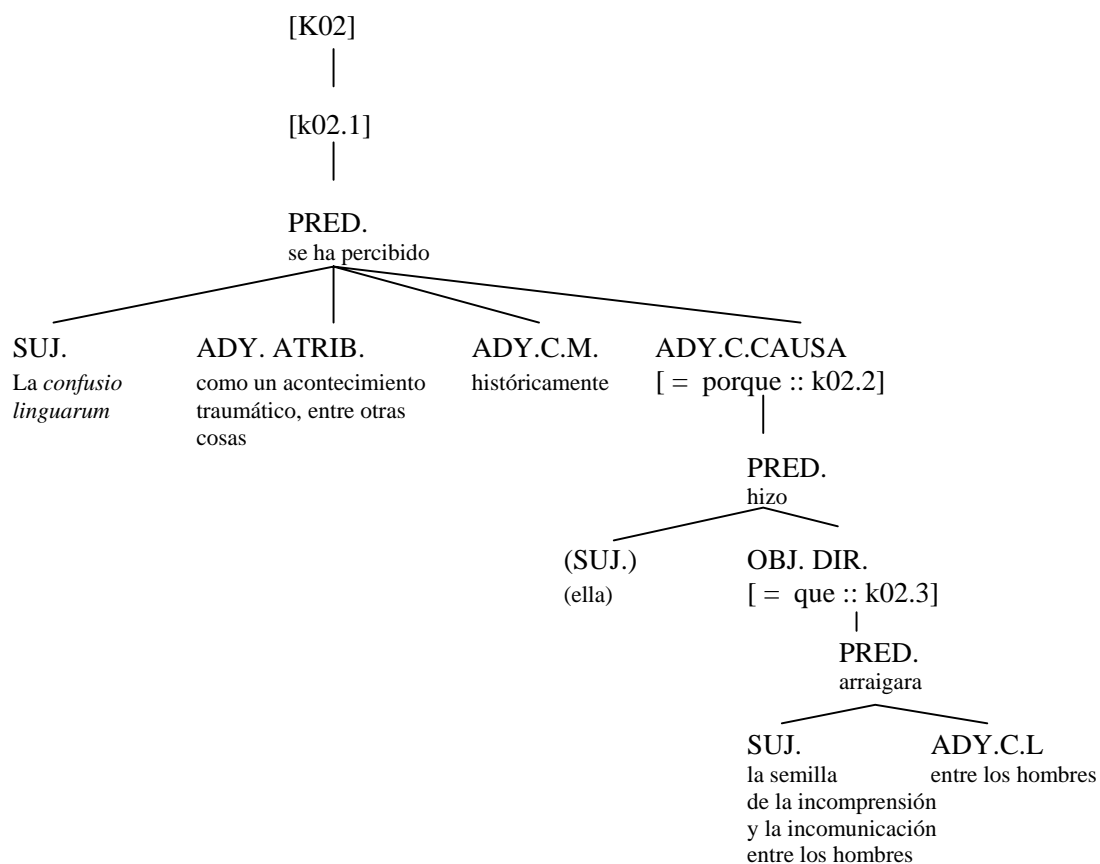 [K02]
[k02.1]
PRED.
se ha percibido
SUJ.
La confusio
linguarum
ADY. ATRIB.
como un acontecimiento
traumático, entre otras
cosas
ADY.C.M.
históricamente
ADY.C.CAUSA
[ = porque :: k02.2]
PRED.
hizo
(SUJ.)
(ella)
OBJ. DIR.
[ = que :: k02.3]
PRED.
arraigara
SUJ.
la semilla
de la incomprensión
y la incomunicación
entre los hombres
ADY.C.L
entre los hombres